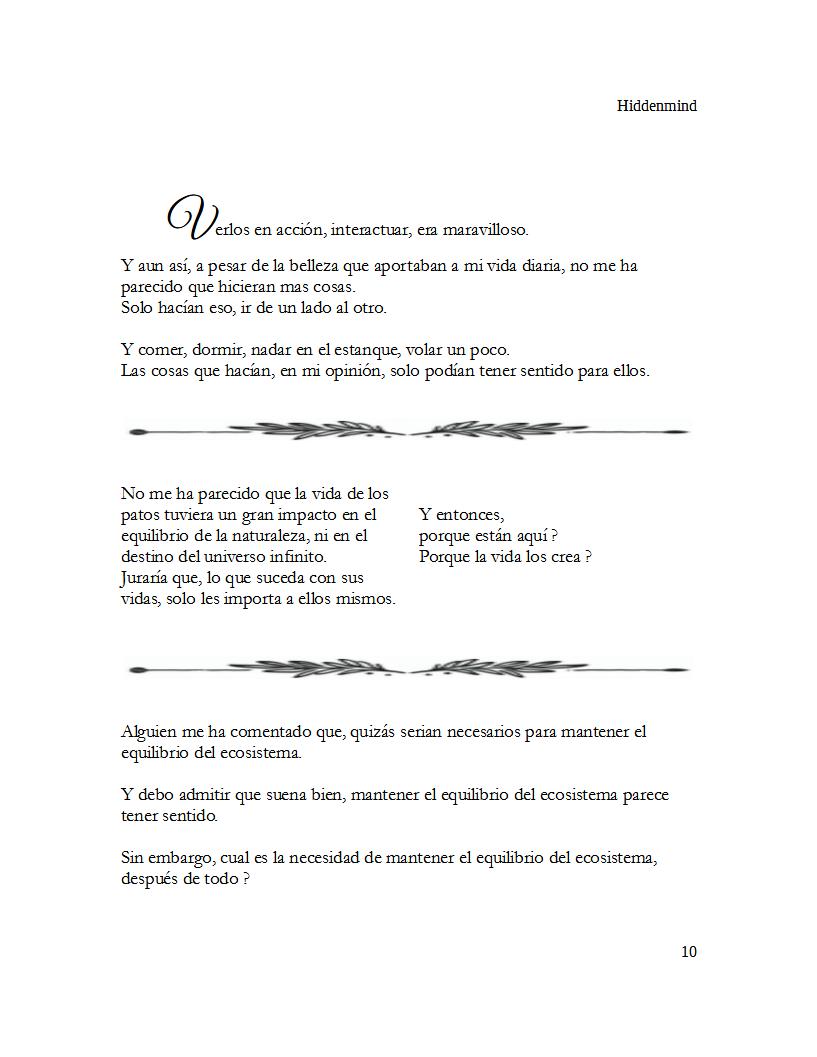 Hiddenmind
Verlos en acción, interactuar, era maravilloso.
Y aun así, a pesar de la belleza que aportaban a mi vida diaria, no me ha
parecido que hicieran mas cosas.
Solo hacían eso, ir de un lado al otro.
Y comer, dormir, nadar en el estanque, volar un poco.
Las cosas que hacían, en mi opinión, solo podían tener sentido para ellos.
No me ha parecido que la vida de los
patos tuviera un gran impacto en el
equilibrio de la naturaleza, ni en el
destino del universo infinito.
Juraría que, lo que suceda con sus
vidas, solo les importa a ellos mismos.
Y entonces,
porque están aquí ?
Porque la vida los crea ?
Alguien me ha comentado que, quizás serian necesarios para mantener el
equilibrio del ecosistema.
Y debo admitir que suena bien, mantener el equilibrio del ecosistema parece
tener sentido.
Sin embargo, cual es la necesidad de mantener el equilibrio del ecosistema,
después de todo ?
10